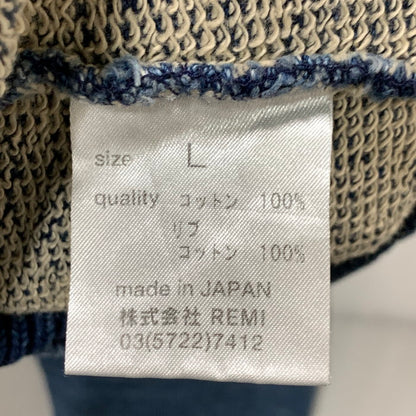 size L
quality コットン 100%
リブ
コットン 100%
made in JAPAN
株式会社 REMI
03(5722)7412